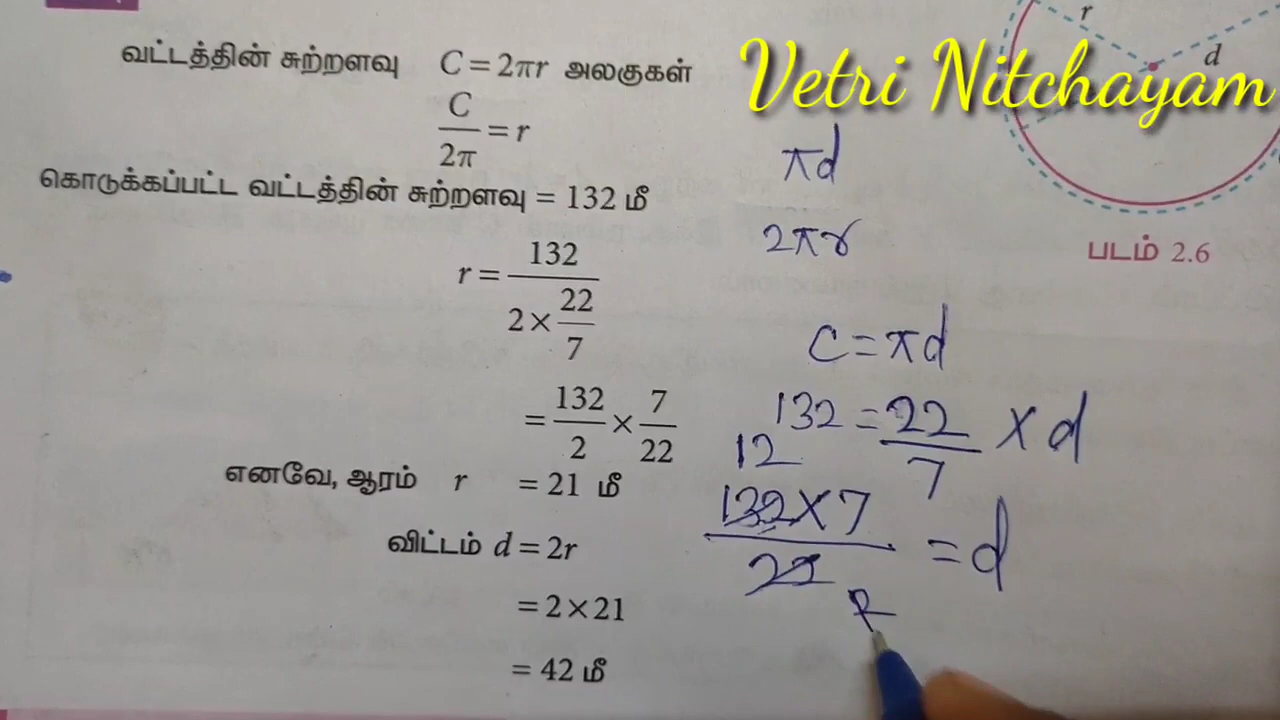 வட்டத்தின் சுற்றளவு C = 2πr அலகுகள்
C/2π = r
கொடுக்கப்பட்ட வட்டத்தின் சுற்றளவு = 132 மீ
r = 132/(2 × 22/7)
= 132/2 × 7/22
எனவே, ஆரம் r = 21 மீ
விட்டம் d = 2r
= 2 × 21
= 42 மீ
Vetri Nitchayam
r
d
படம் 2.6
πd
2πr
C = πd
132 = 22/7 × d
12
132 × 7/22 = d